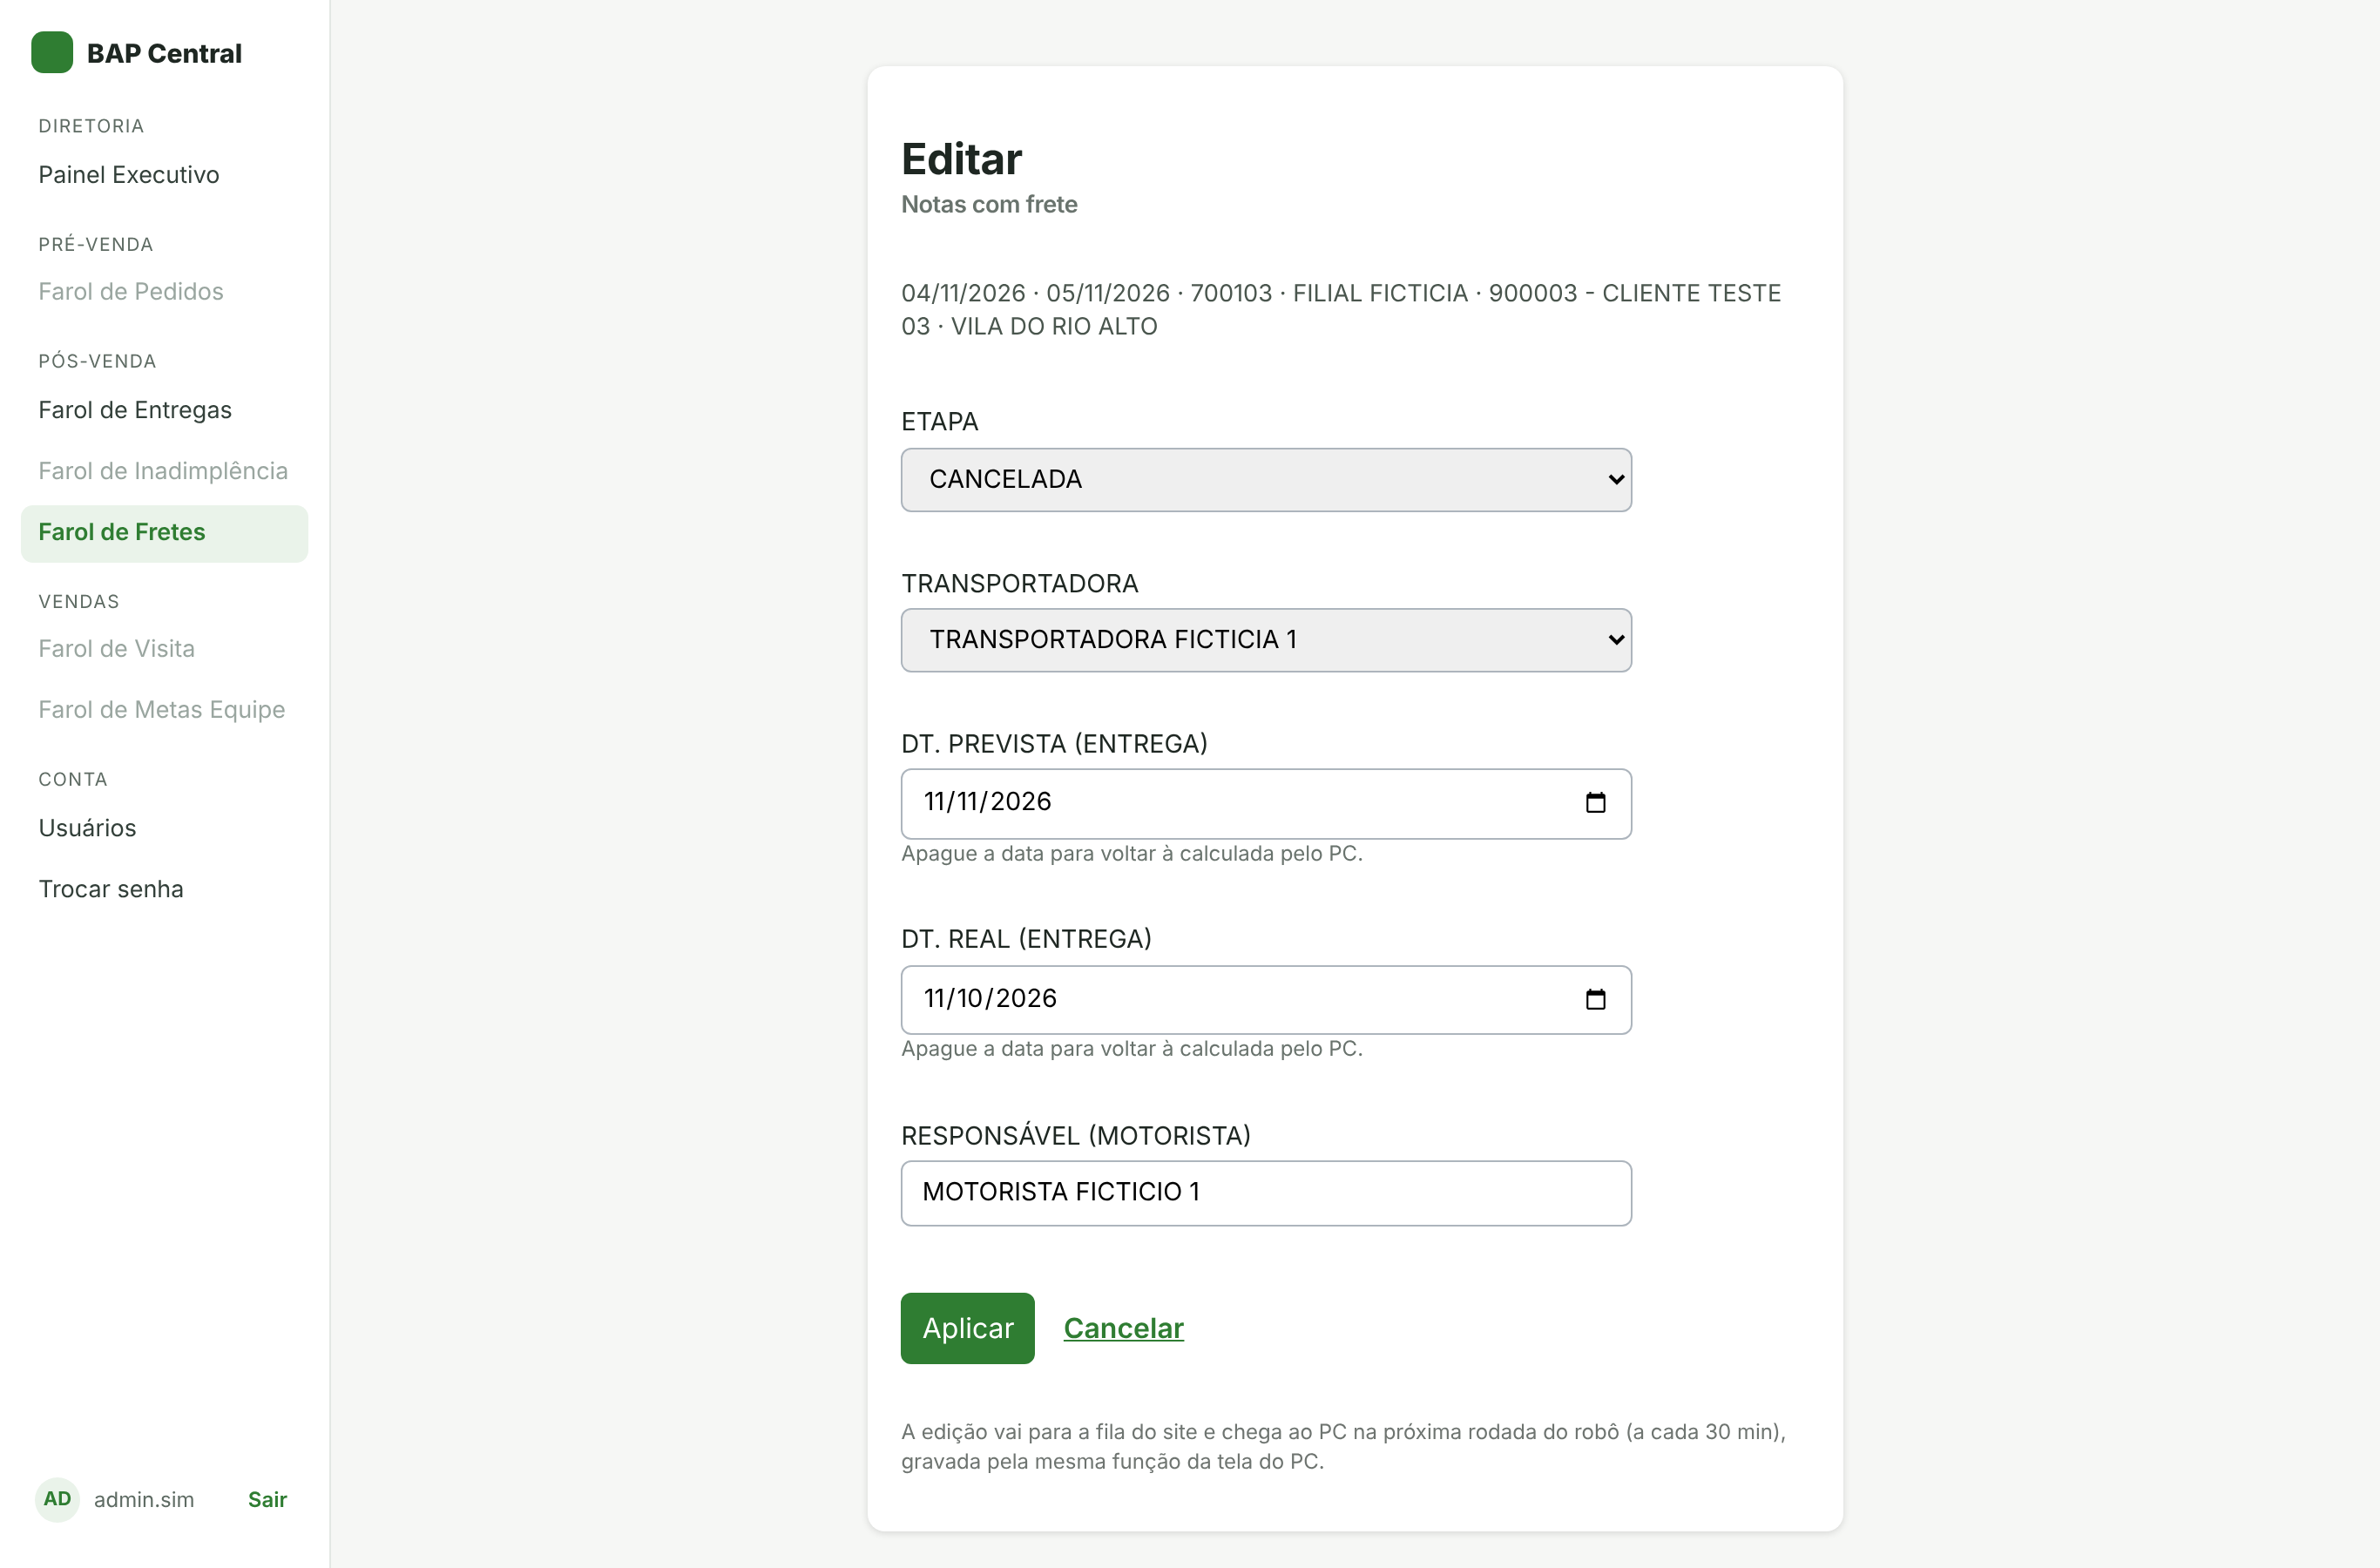 BAP Central
DIRETORIA
Painel Executivo
PRÉ-VENDA
Farol de Pedidos
PÓS-VENDA
Farol de Entregas
Farol de Inadimplência
Farol de Fretes
VENDAS
Farol de Visita
Farol de Metas Equipe
CONTA
Usuários
Trocar senha
AD admin.sim Sair
Editar
Notas com frete
04/11/2026 · 05/11/2026 · 700103 · FILIAL FICTICIA · 900003 - CLIENTE TESTE
03 · VILA DO RIO ALTO
ETAPA
CANCELADA
TRANSPORTADORA
TRANSPORTADORA FICTICIA 1
DT. PREVISTA (ENTREGA)
11/11/2026
Apague a data para voltar à calculada pelo PC.
DT. REAL (ENTREGA)
11/10/2026
Apague a data para voltar à calculada pelo PC.
RESPONSÁVEL (MOTORISTA)
MOTORISTA FICTICIO 1
Aplicar Cancelar
A edição vai para a fila do site e chega ao PC na próxima rodada do robô (a cada 30 min),
gravada pela mesma função da tela do PC.